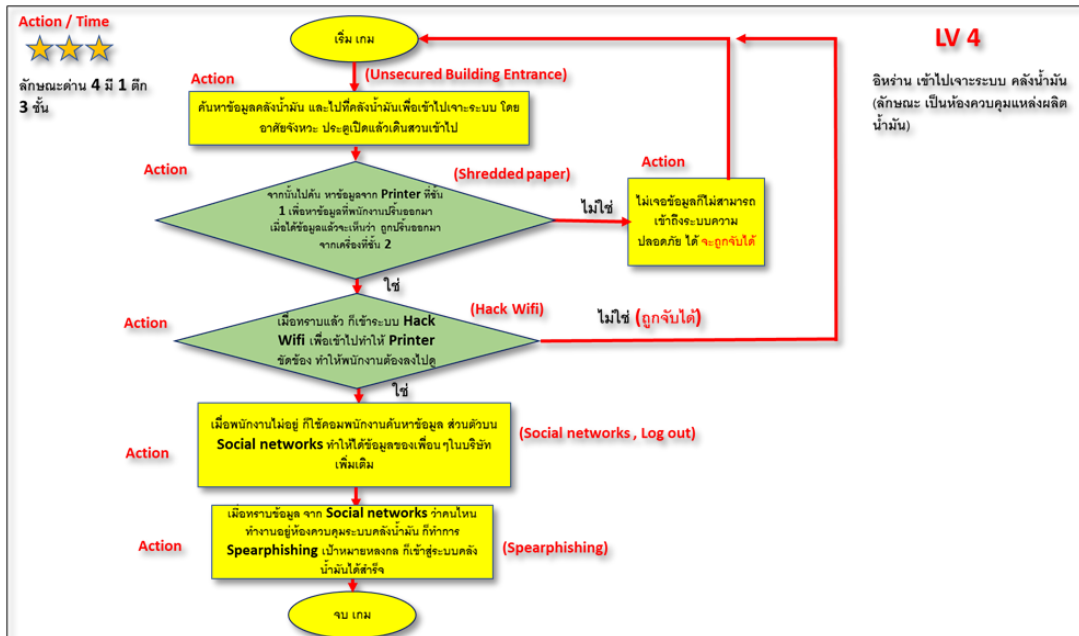 Action / Time
ลักษณะด่าน 4 มี 1 ตึก
3 ชั้น
LV 4
อิหร่าน เข้าไปเจาะระบบ คลังน้ำมัน
(ลักษณะ เป็นห้องควบคุมแหล่งผลิต
น้ำมัน)
เริ่ม เกม
Action
(Unsecured Building Entrance)
ค้นหาข้อมูลคลังน้ำมัน และไปที่คลังน้ำมันเพื่อเข้าไปเจาะระบบ โดย
อาศัยจังหวะ ประตูเปิดแล้วเดินสวนเข้าไป
Action
(Shredded paper)
จากนั้นไปค้น หาข้อมูลจาก Printer ที่ชั้น
1 เพื่อหาข้อมูลที่พนักงานปริ้นออกมา
เมื่อได้ข้อมูลแล้วจะเห็นว่า ถูกปริ้นออกมา
จากเครื่องที่ชั้น 2
ไม่ใช่
Action
ไม่เจอข้อมูลก็ไม่สามารถ
เข้าถึงระบบความ
ปลอดภัย ได้ จะถูกจับได้
ใช่
Action
(Hack Wifi)
เมื่อทราบแล้ว ก็เข้าระบบ Hack
Wifi เพื่อเข้าไปทำให้ Printer
ขัดข้อง ทำให้พนักงานต้องลงไปดู
ไม่ใช่ (ถูกจับได้)
ใช่
เมื่อพนักงานไม่อยู่ ก็ใช้คอมพนักงานค้นหาข้อมูล ส่วนตัวบน
Social networks ทำให้ได้ข้อมูลของเพื่อนๆในบริษัท
เพิ่มเติม
Action
(Social networks , Log out)
เมื่อทราบข้อมูล จาก Social networks ว่าคนไหน
ทำงานอยู่ห้องควบคุมระบบคลังน้ำมัน ก็ทำการ
Spearphishing เป้าหมายหลงกล ก็เข้าสู่ระบบคลัง
น้ำมันได้สำร็จ
Action
(Spearphishing)
จบ เกม